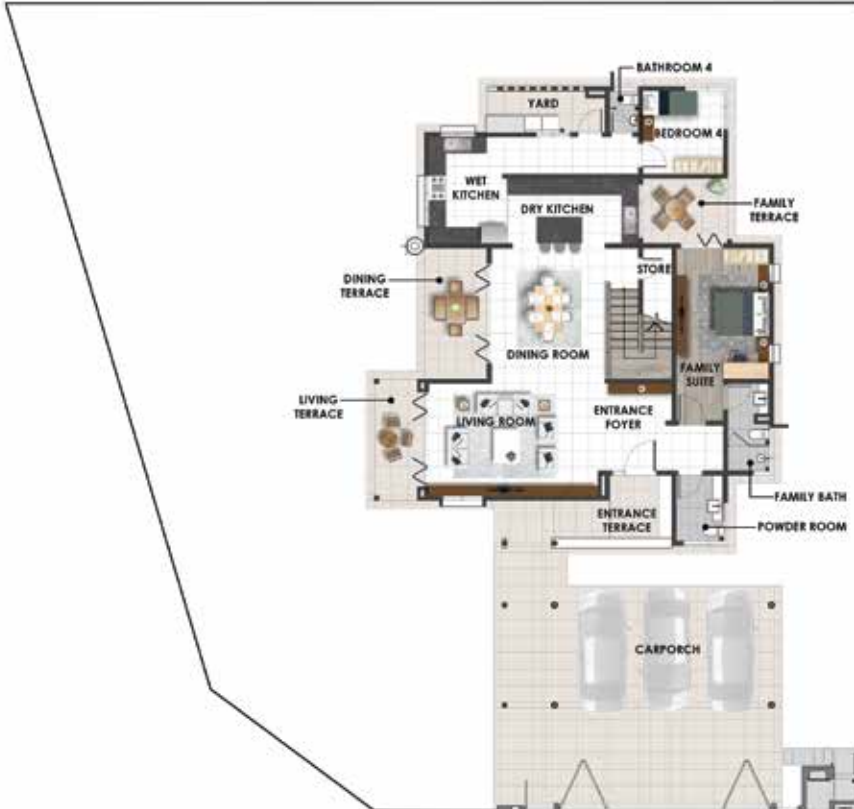 BATHROOM 4
YARD
BEDROOM 4
WET
KITCHEN
DRY KITCHEN
FAMILY
TERRACE
STORE
DINING
TERRACE
DINING ROOM
FAMILY
SUITE
LIVING
TERRACE
LIVING ROOM
ENTRANCE
FOYER
FAMILY BATH
ENTRANCE
TERRACE
POWDER ROOM
CARPORCH